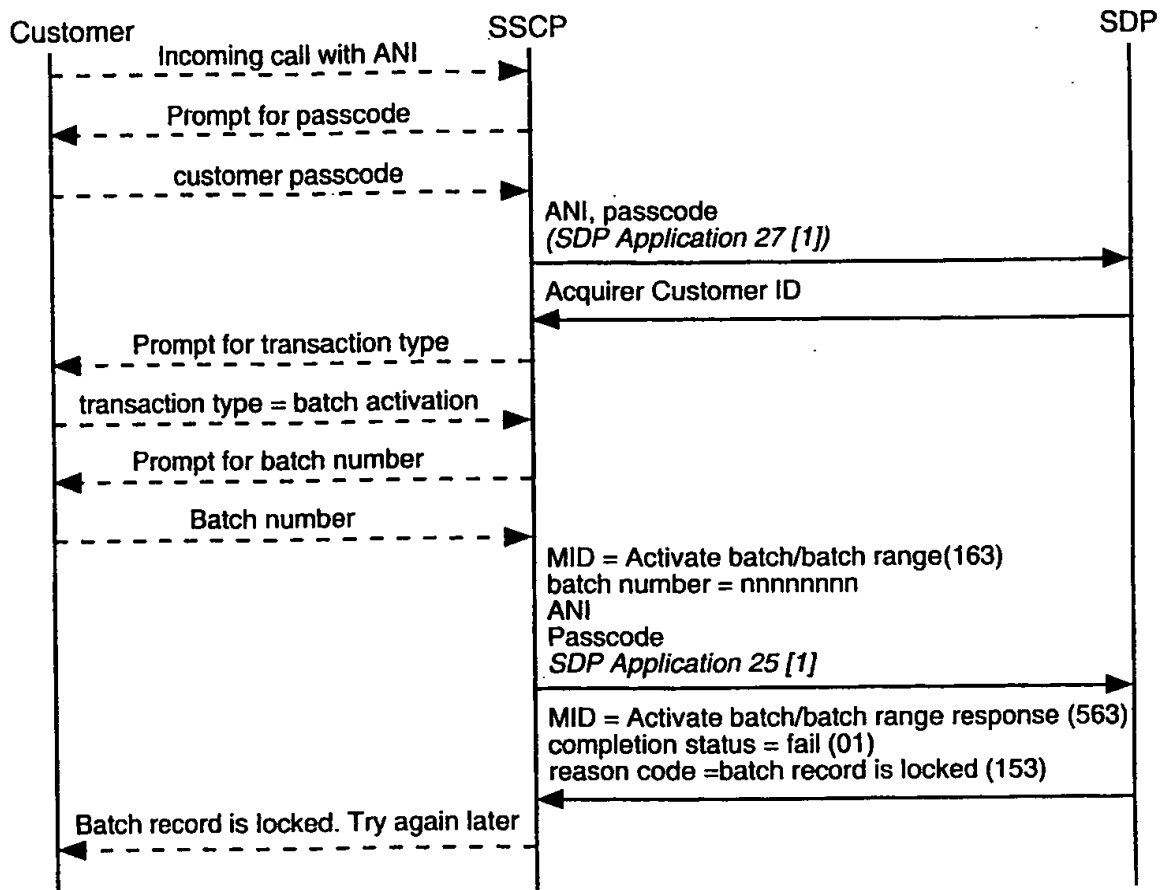 Customer
SSCP
SDP
Incoming call with ANI
Prompt for passcode
customer passcode
ANI, passcode
(SDP Application 27 [1])
Acquirer Customer ID
Prompt for transaction type
transaction type = batch activation
Prompt for batch number
Batch number
MID = Activate batch/batch range(163)
batch number = nnnnnnnn
ANI
Passcode
SDP Application 25 [1]
MID = Activate batch/batch range response (563)
completion status = fail (01)
reason code =batch record is locked (153)
Batch record is locked. Try again later